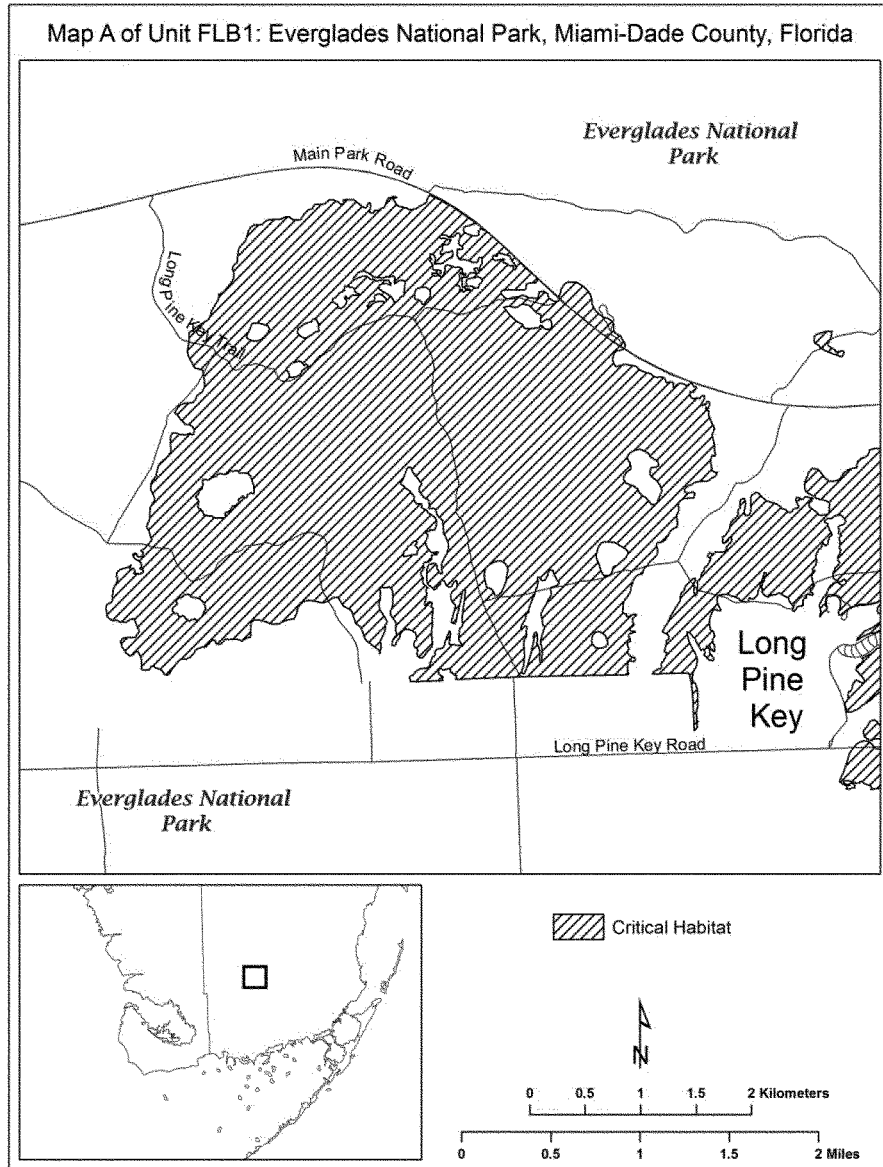 Map A of Unit FLB1: Everglades National Park, Miami-Dade County, Florida
Everglades National
Park
Main Park Road
Long Pine Key Trail
Long
Pine
Key
Long Pine Key Road
Everglades National
Park
Critical Habitat
N
0 0.5 1 2 Kilometers
0 0.5 1 1.5 2 Miles